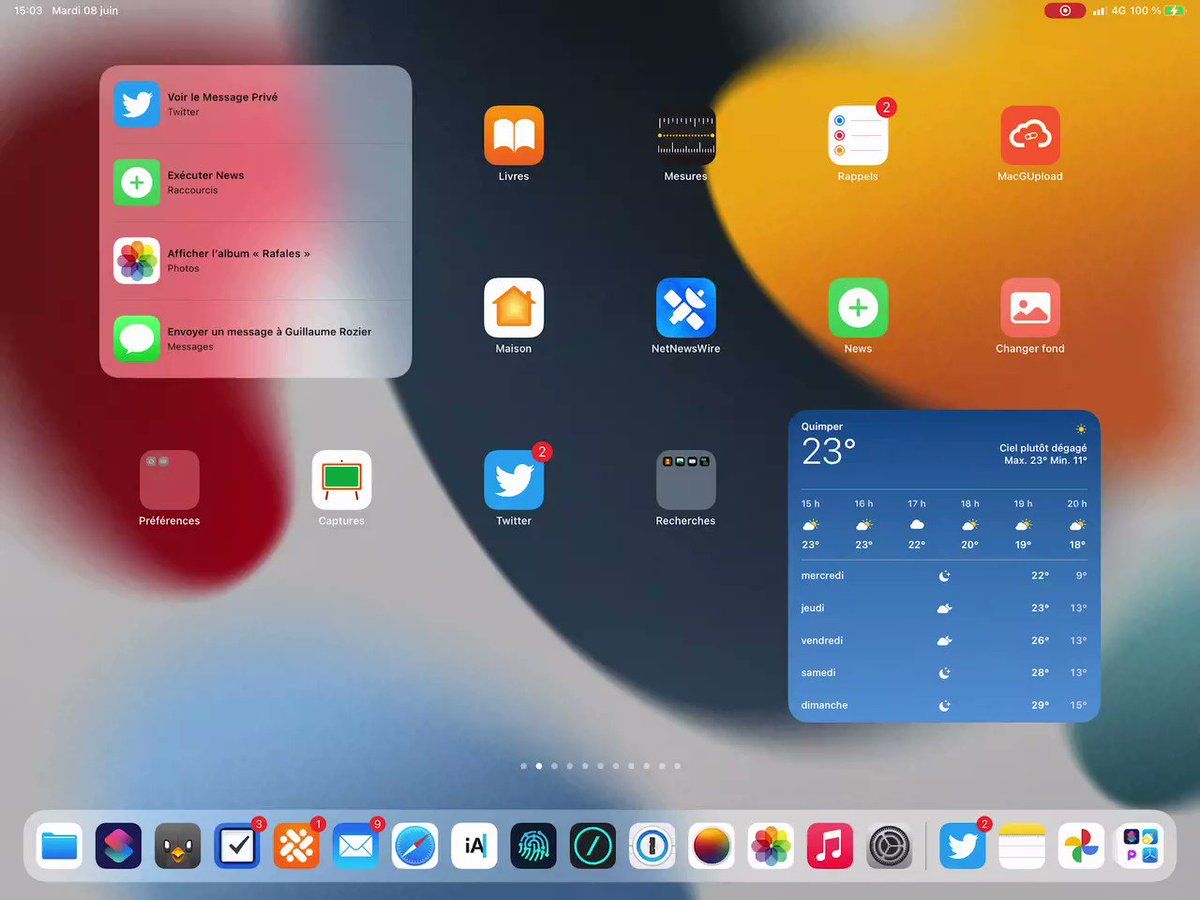 15:03 Mardi 08 juin
4G 100 %
Voir le Message Privé
Twitter
Exécuter News
Raccourcis
Afficher l'album « Rafales »
Photos
Envoyer un message à Guillaume Rozier
Messages
Livres
Mesures
2
Rappels
MacGUpload
Maison
NetNewsWire
News
Changer fond
Préférences
Captures
2
Twitter
Recherches
Quimper
23°
Ciel plutôt dégagé
Max. 23° Min. 11°
15 h 16 h 17 h 18 h 19 h 20 h
23° 23° 22° 20° 19° 18°
mercredi 22° 9°
jeudi 23° 13°
vendredi 26° 13°
samedi 28° 13°
dimanche 29° 15°
3 1 9 2
iA
P